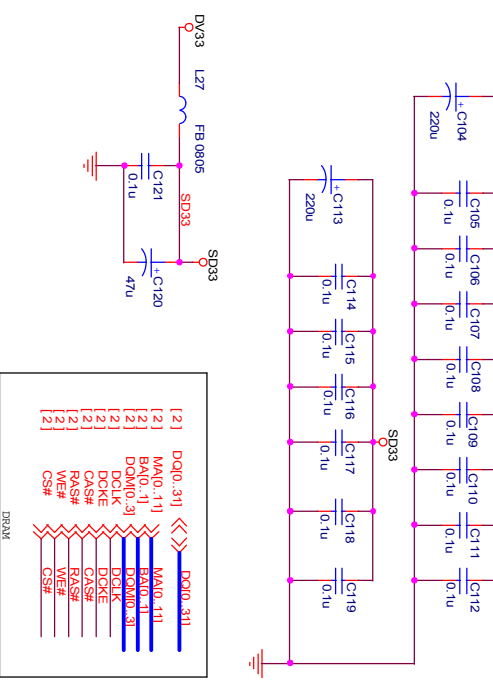 DV33
L27
FB 0805
C121
0.1u
SD33
SD33
+ C120
47u
+ C104
220u
C105
0.1u
C106
0.1u
C107
0.1u
C108
0.1u
C109
0.1u
C110
0.1u
C111
0.1u
C112
0.1u
+ C113
220u
C114
0.1u
C115
0.1u
C116
0.1u
C117
0.1u
SD33
C118
0.1u
C119
0.1u
[2] DQ[0..31] DQ[0..31]
[2] MA[0..11] MA[0..11]
[2] BA[0..1] BA[0..1]
[2] DQM[0..3] DQM[0..3]
[2] DCLK DCLK
[2] DCKE DCKE
[2] CAS# CAS#
[2] RAS# RAS#
[2] WE# WE#
[2] CS# CS#
DRAM